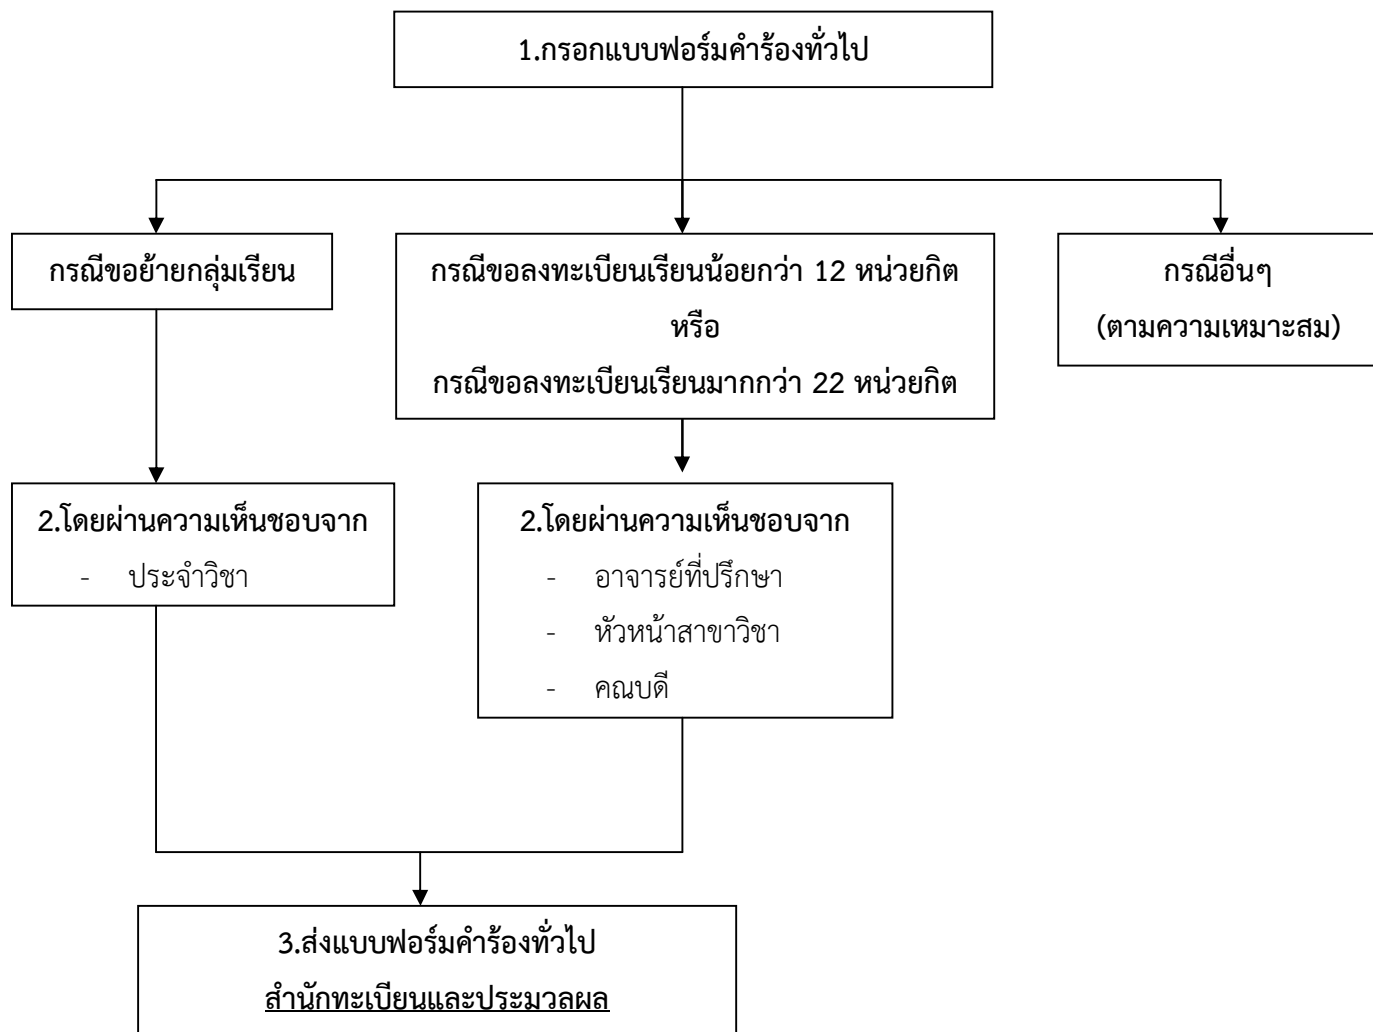 1.กรอกแบบฟอร์มคำร้องทั่วไป
กรณีขอย้ายกลุ่มเรียน
กรณีขอลงทะเบียนเรียนน้อยกว่า 12 หน่วยกิต
หรือ
กรณีขอลงทะเบียนเรียนมากกว่า 22 หน่วยกิต
กรณีอื่นๆ
(ตามความเหมาะสม)
2.โดยผ่านความเห็นชอบจาก
- ประจำวิชา
2.โดยผ่านความเห็นชอบจาก
- อาจารย์ที่ปรึกษา
- หัวหน้าสาขาวิชา
- คณบดี
3.ส่งแบบฟอร์มคำร้องทั่วไป
สำนักทะเบียนและประมวลผล